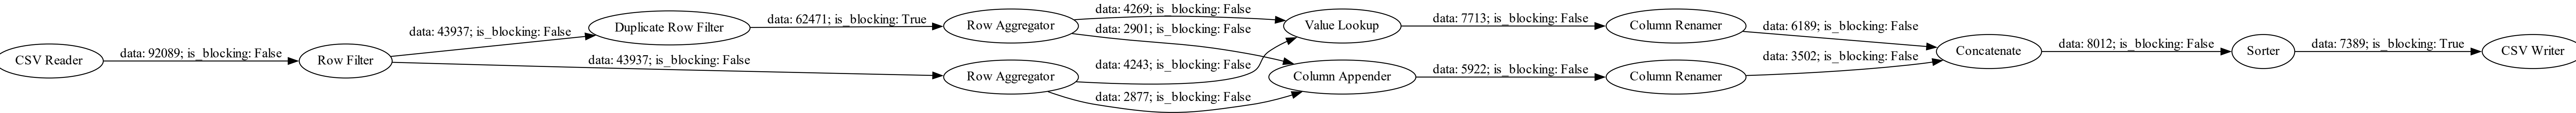 CSV Reader
data: 92089; is_blocking: False
Row Filter
data: 43937; is_blocking: False
Duplicate Row Filter
data: 62471; is_blocking: True
Row Aggregator
data: 43937; is_blocking: False
Row Aggregator
data: 4269; is_blocking: False
data: 2901; is_blocking: False
data: 4243; is_blocking: False
data: 2877; is_blocking: False
Value Lookup
data: 7713; is_blocking: False
Column Renamer
Column Appender
data: 5922; is_blocking: False
Column Renamer
data: 6189; is_blocking: False
data: 3502; is_blocking: False
Concatenate
data: 8012; is_blocking: False
Sorter
data: 7389; is_blocking: True
CSV Writer